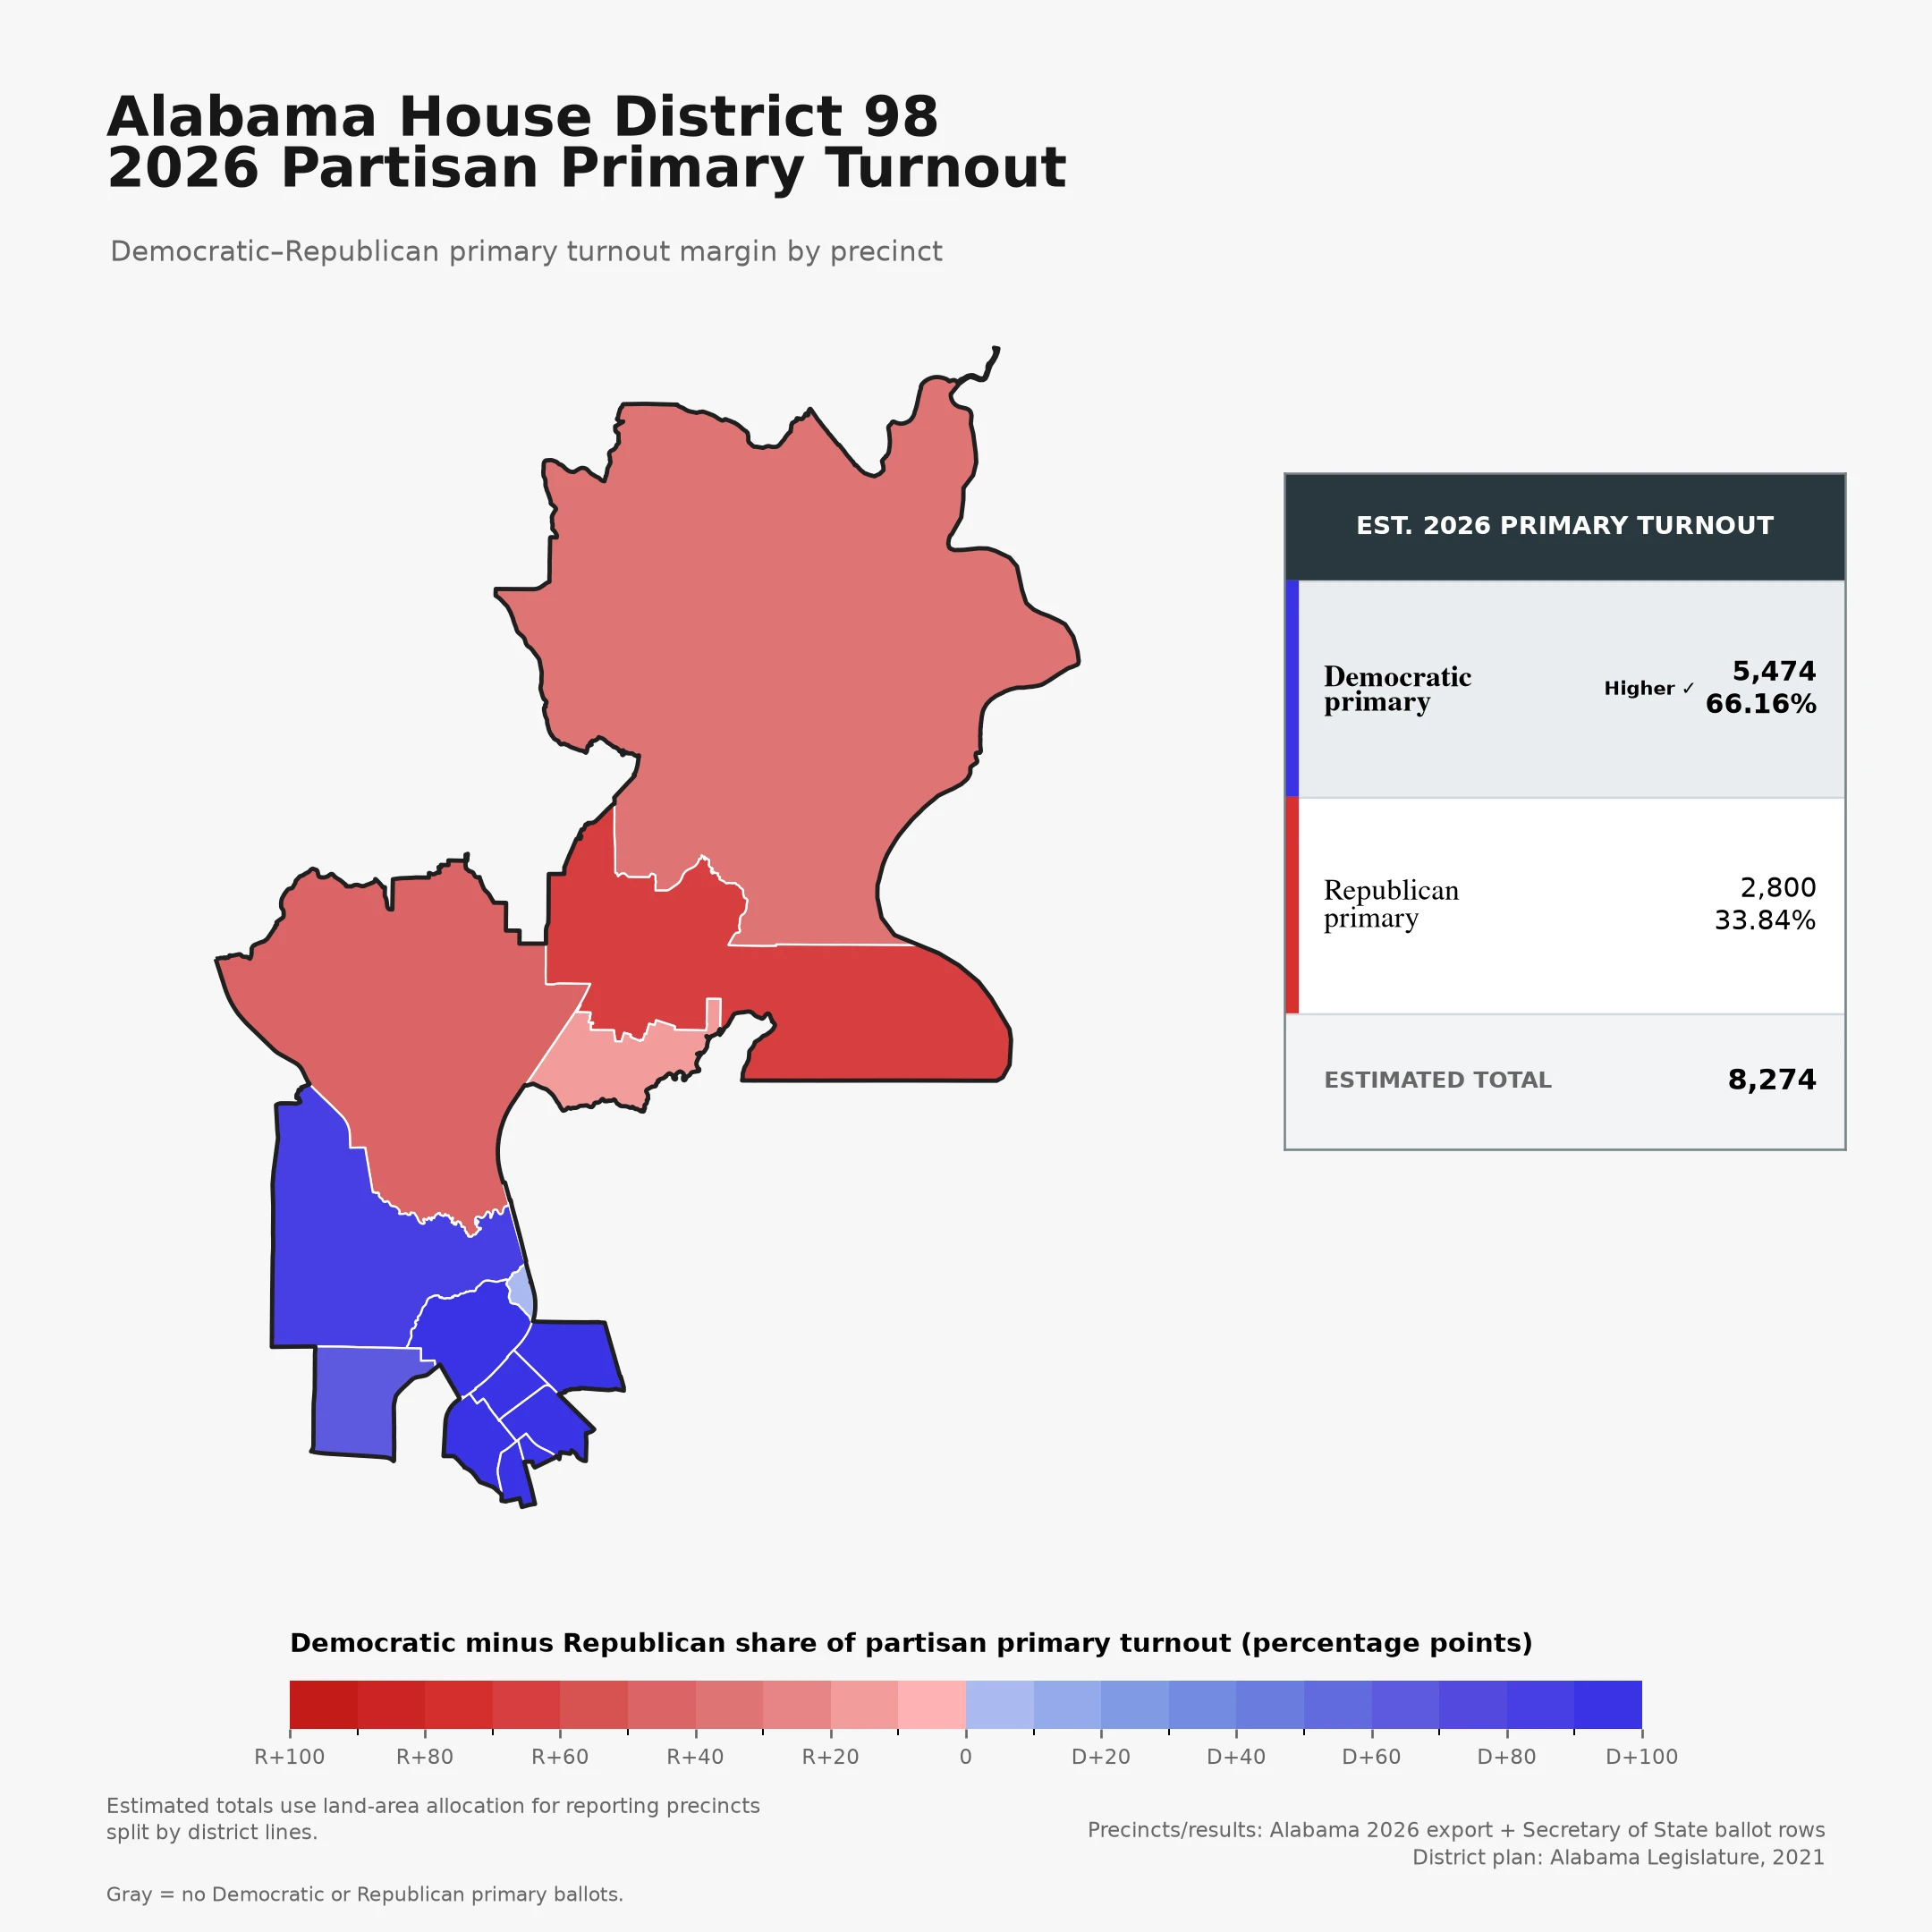 Alabama House District 98
2026 Partisan Primary Turnout
Democratic–Republican primary turnout margin by precinct
EST. 2026 PRIMARY TURNOUT
Democratic
primary
Higher ✓
5,474
66.16%
Republican
primary
2,800
33.84%
ESTIMATED TOTAL
8,274
Democratic minus Republican share of partisan primary turnout (percentage points)
R+100 R+80 R+60 R+40 R+20 0 D+20 D+40 D+60 D+80 D+100
Estimated totals use land-area allocation for reporting precincts
split by district lines.
Gray = no Democratic or Republican primary ballots.
Precincts/results: Alabama 2026 export + Secretary of State ballot rows
District plan: Alabama Legislature, 2021